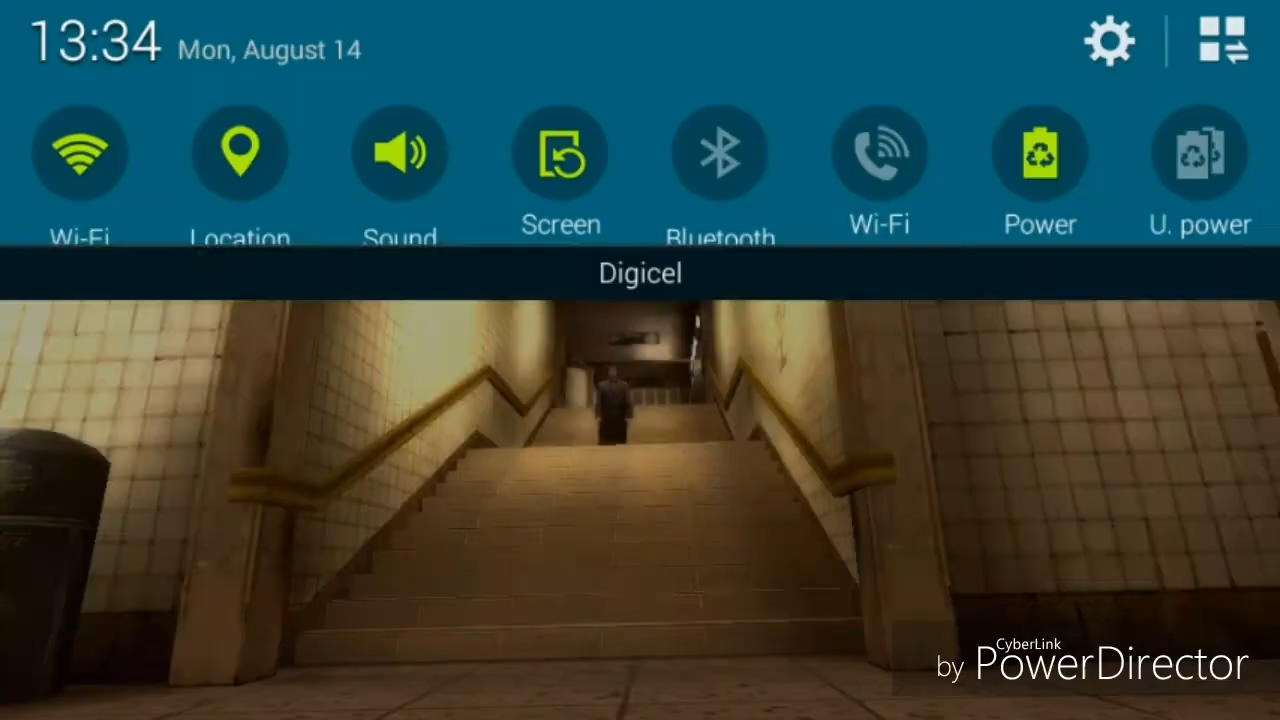 13:34 Mon, August 14
Wi-Fi Location Sound Screen Bluetooth Wi-Fi Power U. power
Digicel
CyberLink
by PowerDirector